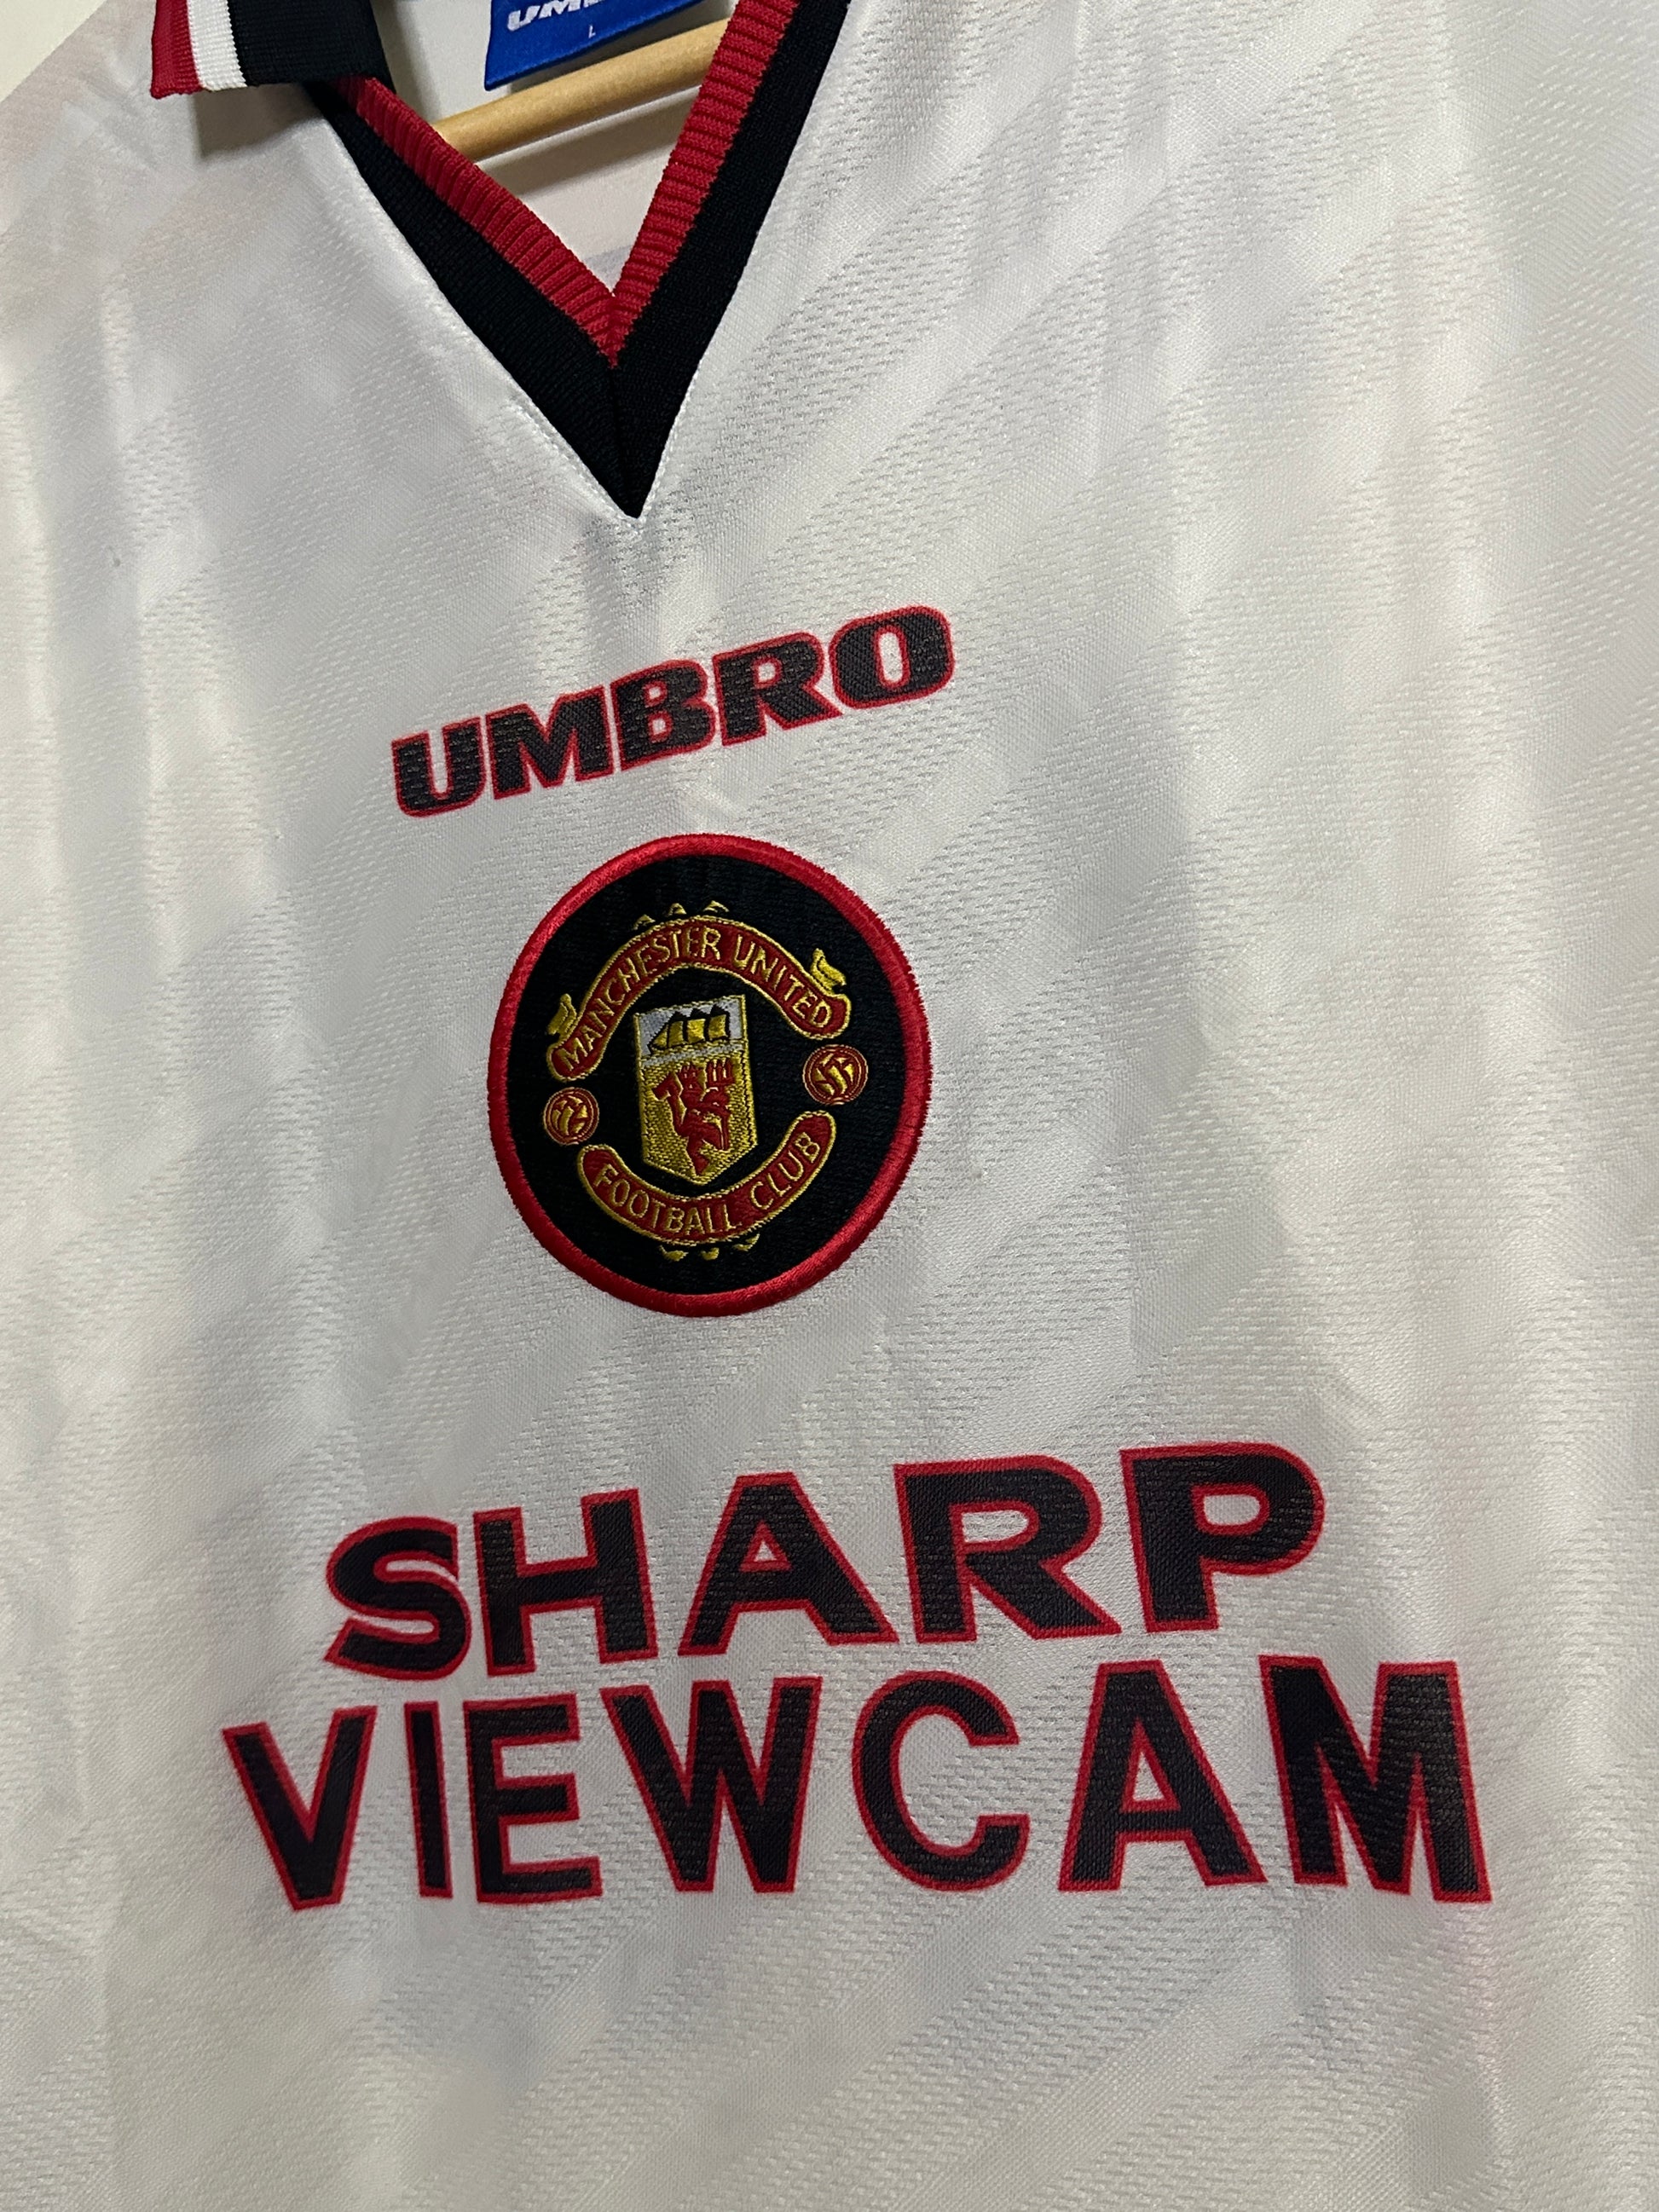 UMBRO
L
UMBRO
MANCHESTER UNITED
FOOTBALL CLUB
SHARP
VIEWCAM